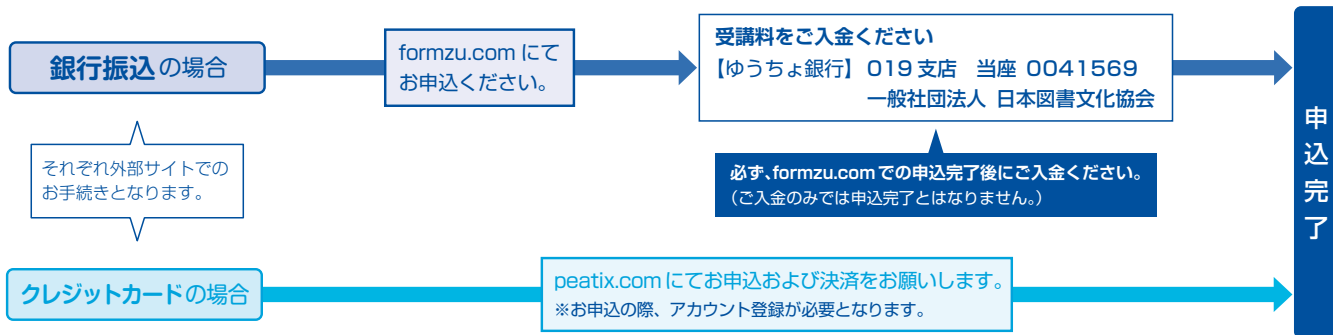 銀行振込の場合
formzu.com にて
お申込ください。
受講料をご入金ください
【ゆうちょ銀行】 019 支店　当座 0041569
一般社団法人 日本図書文化協会
それぞれ外部サイトでの
お手続きとなります。
必ず、formzu.com での申込完了後にご入金ください。
（ご入金のみでは申込完了とはなりません。）
クレジットカードの場合
peatix.com にてお申込および決済をお願いします。
※お申込の際、アカウント登録が必要となります。
申込完了